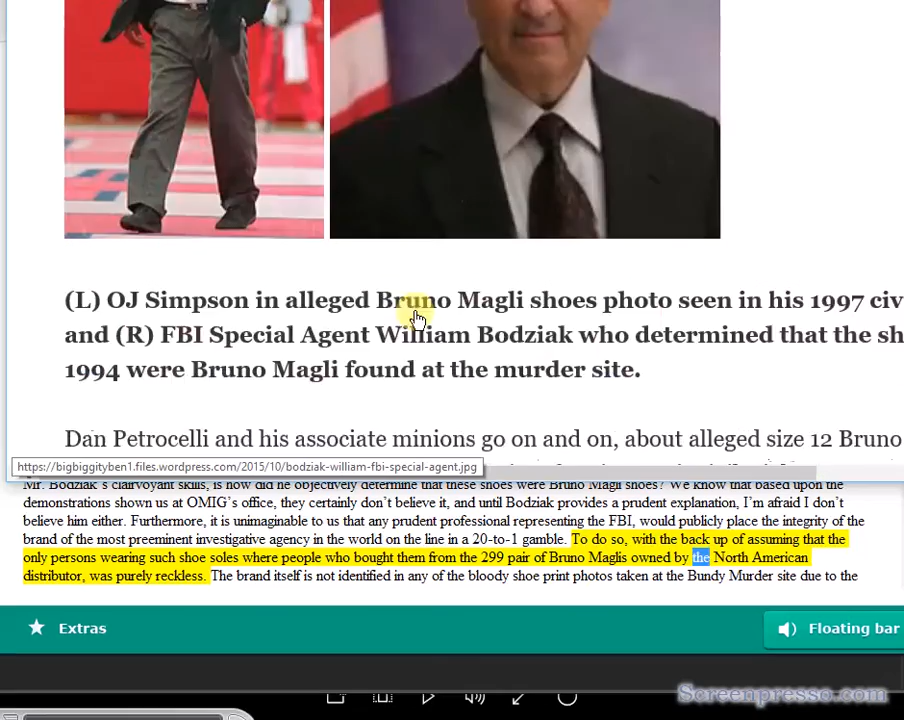 (L) OJ Simpson in alleged Bruno Magli shoes photo seen in his 1997 civ
and (R) FBI Special Agent William Bodziak who determined that the sh
1994 were Bruno Magli found at the murder site.
Dan Petrocelli and his associate minions go on and on, about alleged size 12 Bruno
https://bigbiggityben1.files.wordpress.com/2015/10/bodziak-william-fbi-special-agent.jpg
Mr. Bodziak's clairvoyant skills, is how did he objectively determine that these shoes were Bruno Magli shoes? We know that based upon the
demonstrations shown us at OMIG's office, they certainly don't believe it, and until Bodziak provides a prudent explanation, I'm afraid I don't
believe him either. Furthermore, it is unimaginable to us that any prudent professional representing the FBI, would publicly place the integrity of the
brand of the most preeminent investigative agency in the world on the line in a 20-to-1 gamble. To do so, with the back up of assuming that the
only persons wearing such shoe soles where people who bought them from the 299 pair of Bruno Maglis owned by the North American
distributor, was purely reckless. The brand itself is not identified in any of the bloody shoe print photos taken at the Bundy Murder site due to the
Extras
Floating bar
Screenpresso.com